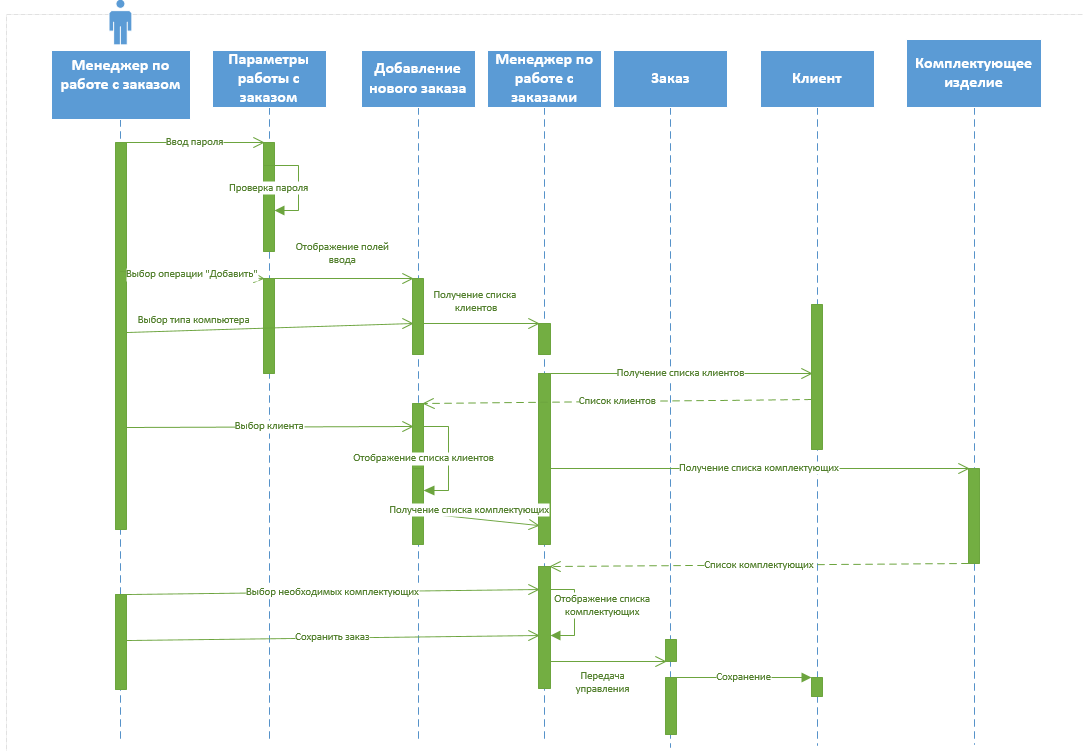 Менеджер по
работе с заказом
Параметры
работы с
заказом
Добавление
нового заказа
Менеджер по
работе с
заказами
Заказ
Клиент
Комплектующее
изделие
Ввод пароля
Проверка пароля
Отображение полей
ввода
Выбор операции "Добавить"
Получение списка
клиентов
Выбор типа компьютера
Получение списка клиентов
Список клиентов
Выбор клиента
Отображение списка клиентов
Получение списка комплектующих
Получение списка комплектующих
Список комплектующих
Выбор необходимых комплектующих
Отображение списка
комплектующих
Сохранить заказ
Передача
управления
Сохранение